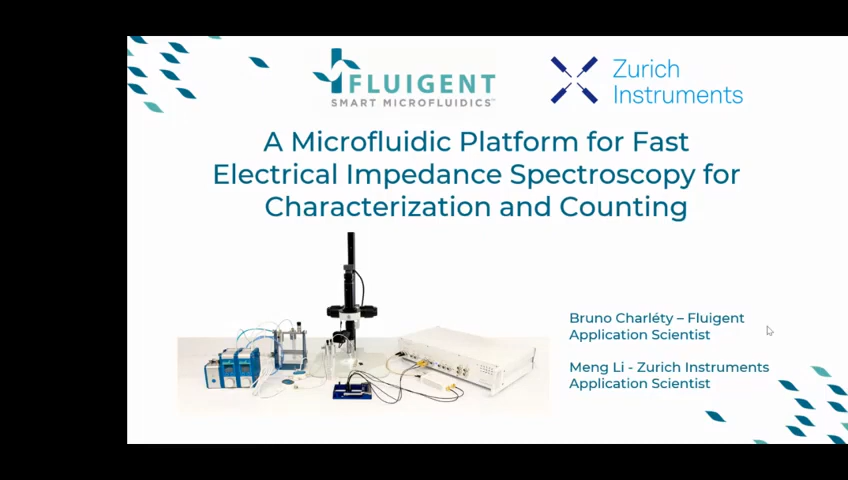 FLUIGENT
SMART MICROFLUIDICS™
Zurich
Instruments
A Microfluidic Platform for Fast
Electrical Impedance Spectroscopy for
Characterization and Counting
Bruno Charléty – Fluigent
Application Scientist
Meng Li - Zurich Instruments
Application Scientist